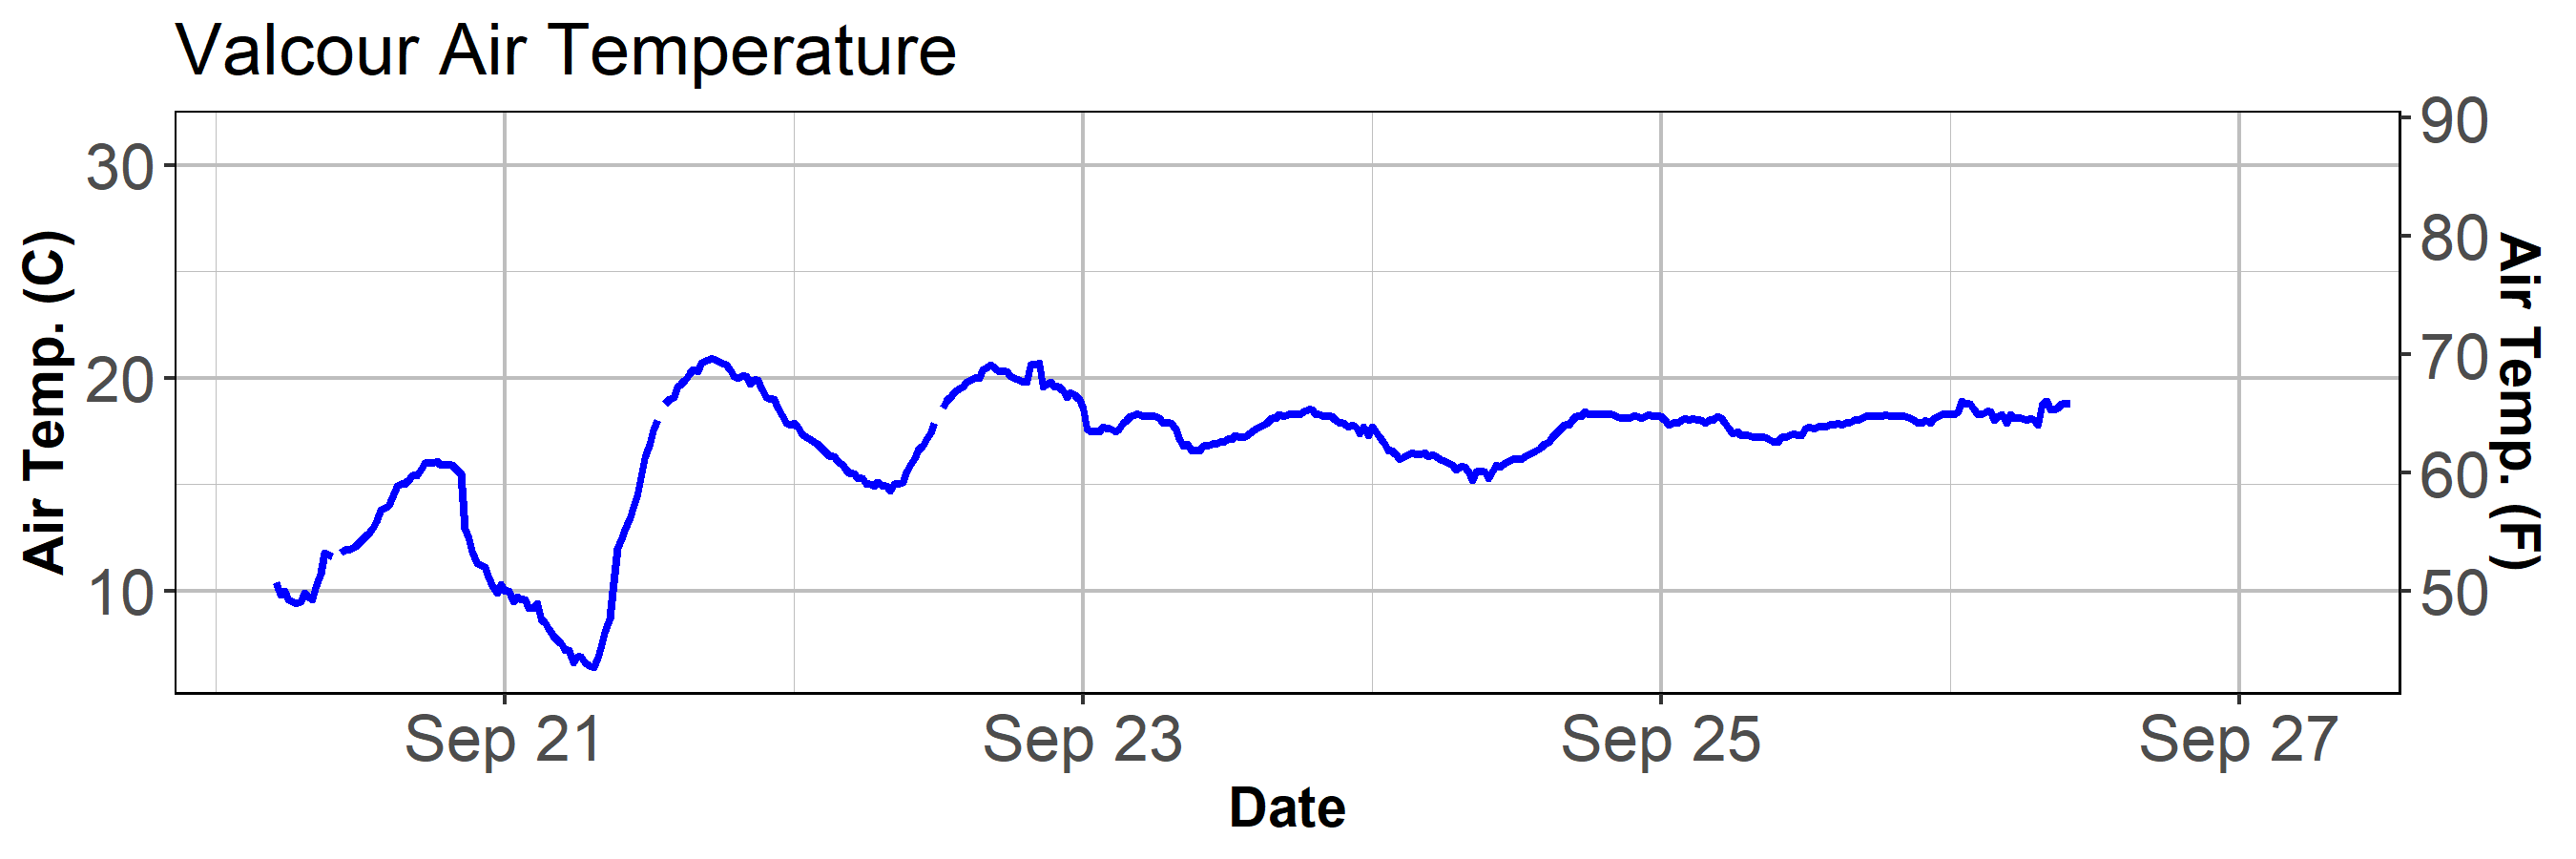 Valcour Air Temperature
Air Temp. (C)
30
20
10
90
80
70
60
50
Air Temp. (F)
Sep 21
Sep 23
Sep 25
Sep 27
Date